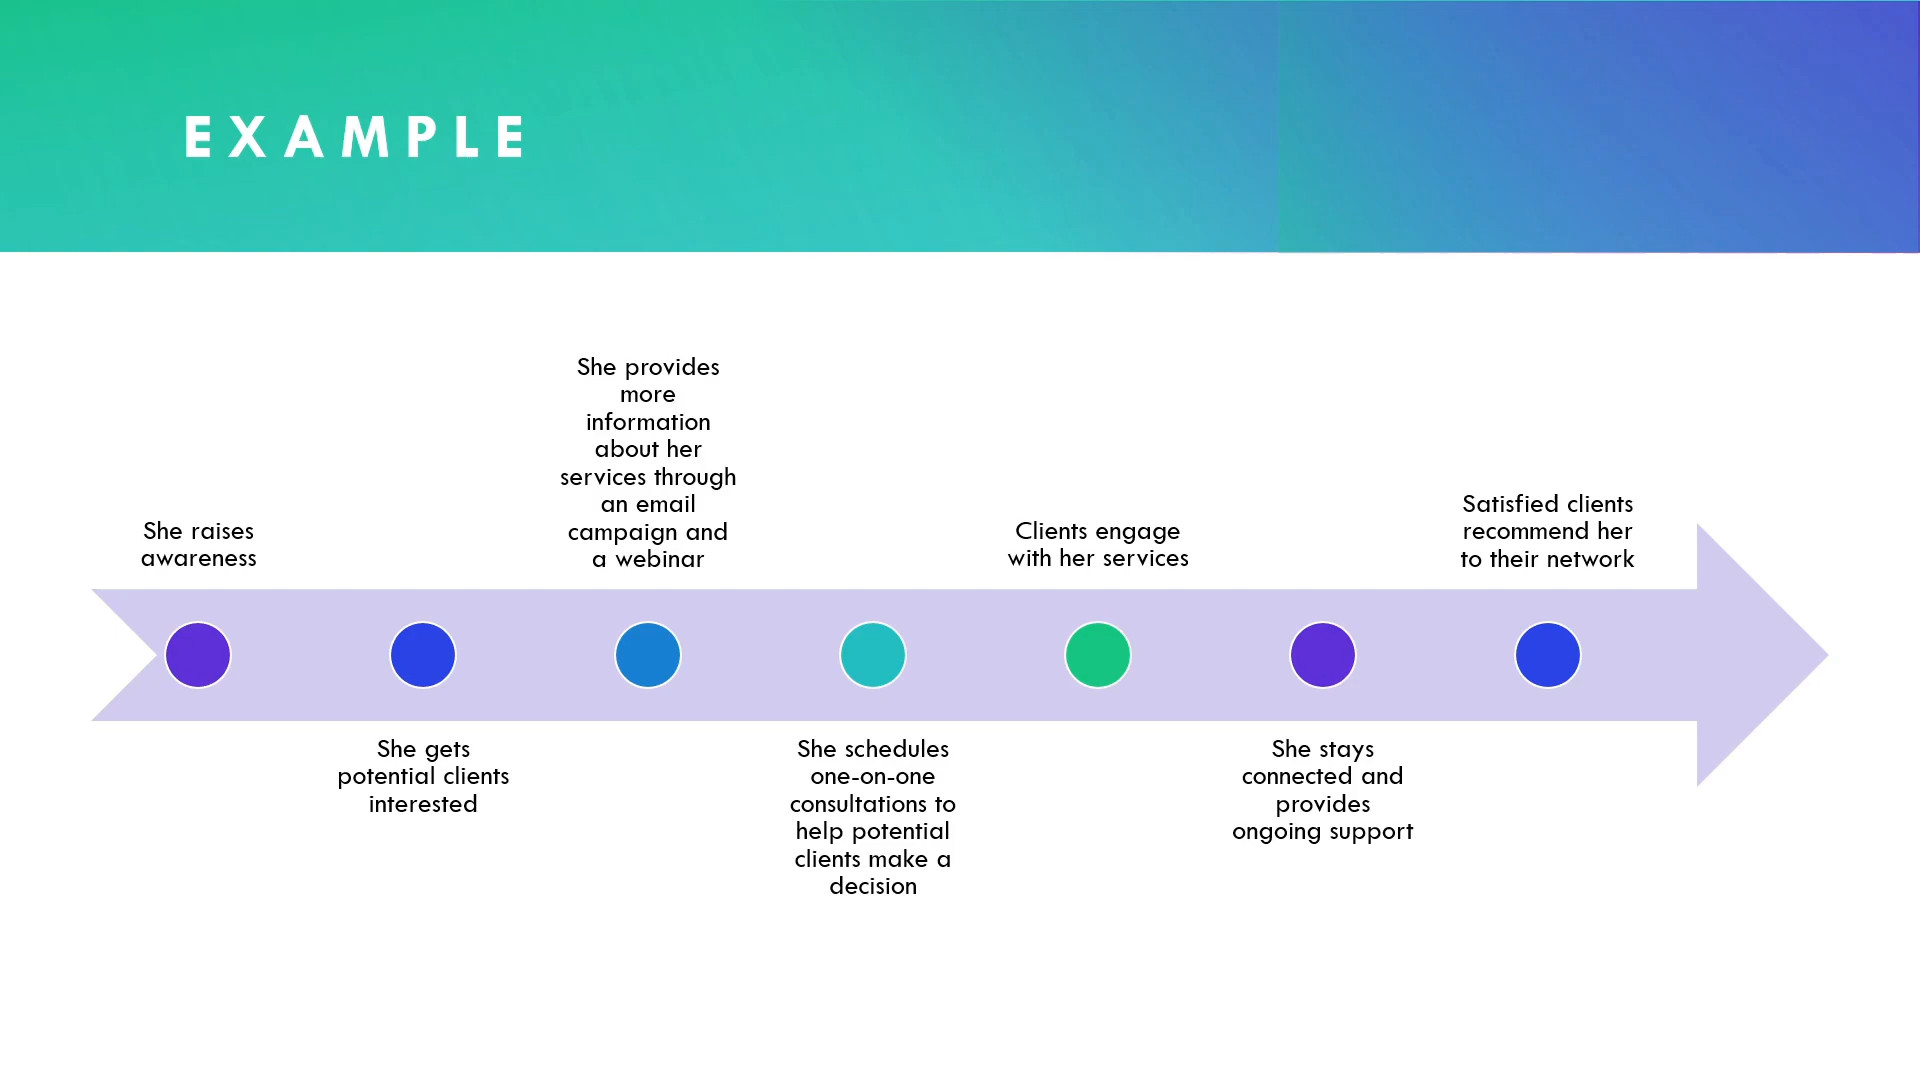 EXAMPLE
She raises
awareness
She gets
potential clients
interested
She provides
more
information
about her
services through
an email
campaign and
a webinar
She schedules
one-on-one
consultations to
help potential
clients make a
decision
Clients engage
with her services
She stays
connected and
provides
ongoing support
Satisfied clients
recommend her
to their network